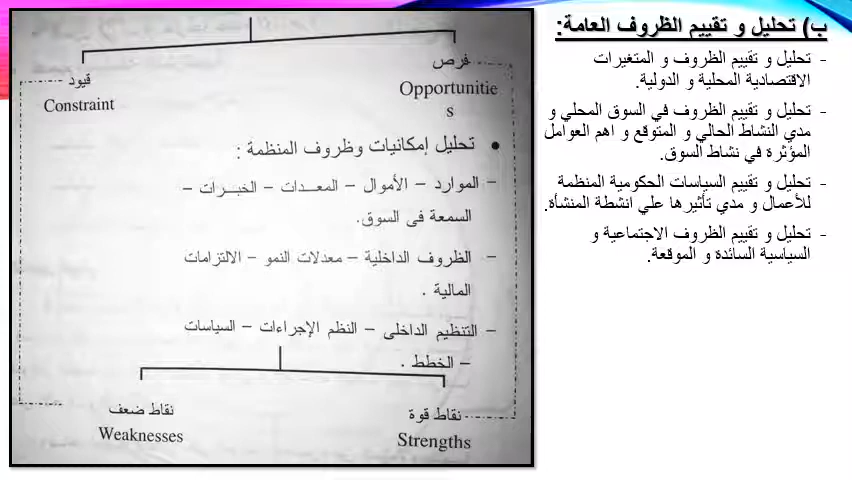 ب) تحليل و تقييم الظروف العامة:
- تحليل و تقييم الظروف و المتغيرات
الاقتصادية المحلية و الدولية.
- تحليل و تقييم الظروف في السوق المحلي و
مدي النشاط الحالي و المتوقع و اهم العوامل
المؤثرة في نشاط السوق.
- تحليل و تقييم السياسات الحكومية المنظمة
للأعمال و مدي تأثيرها علي انشطة المنشأة.
- تحليل و تقييم الظروف الاجتماعية و
السياسية السائدة و الموقعة.
فرص
قيود
Opportunitie
s
Constraint
• تحليل إمكانيات وظروف المنظمة :
– الموارد – الأموال – المعــدات – الخبــرات –
السمعة فى السوق.
– الظروف الداخلية – معدلات النمو – الالتزامات
المالية .
– التنظيم الداخلى – النظم الإجراءات – السياسات
– الخطط .
نقاط قوة
نقاط ضعف
Strengths
Weaknesses